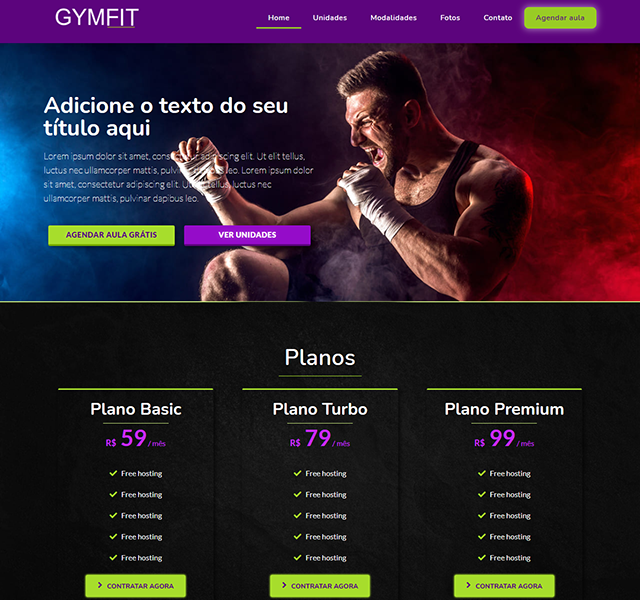 GYMFIT
Home Unidades Modalidades Fotos Contato Agendar aula
Adicione o texto do seu
título aqui
Lorem ipsum dolor sit amet, consectetur adipiscing elit. Ut elit tellus,
luctus nec ullamcorper mattis, pulvinar dapibus leo. Lorem ipsum dolor
sit amet, consectetur adipiscing elit. Ut elit tellus, luctus nec
ullamcorper mattis, pulvinar dapibus leo.
AGENDAR AULA GRÁTIS VER UNIDADES
Planos
Plano Basic
R$ 59 / mês
Free hosting
Free hosting
Free hosting
Free hosting
Free hosting
CONTRATAR AGORA
Plano Turbo
R$ 79 / mês
Free hosting
Free hosting
Free hosting
Free hosting
Free hosting
CONTRATAR AGORA
Plano Premium
R$ 99 / mês
Free hosting
Free hosting
Free hosting
Free hosting
Free hosting
CONTRATAR AGORA